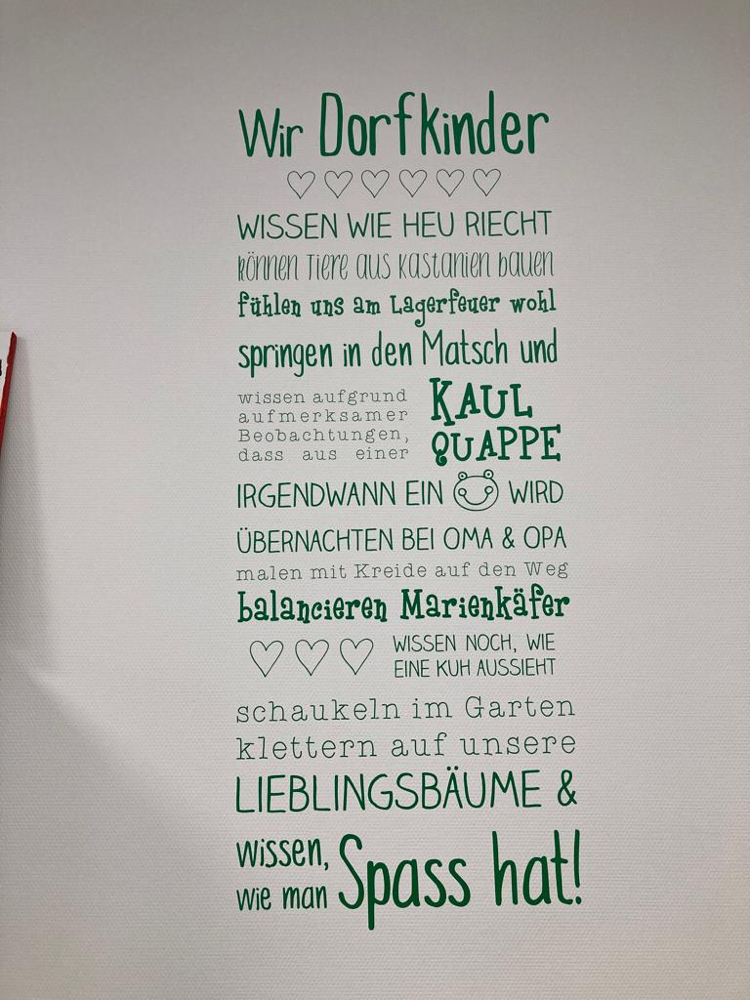 Wir Dorfkinder
WISSEN WIE HEU RIECHT
können Tiere aus Kastanien bauen
fühlen uns am Lagerfeuer wohl
springen in den Matsch und
wissen aufgrund
aufmerksamer
Beobachtungen,
dass aus einer
KAUL
QUAPPE
IRGENDWANN EIN WIRD
ÜBERNACHTEN BEI OMA & OPA
malen mit Kreide auf den Weg
balancieren Marienkäfer
WISSEN NOCH, WIE
EINE KUH AUSSIEHT
schaukeln im Garten
klettern auf unsere
LIEBLINGSBÄUME &
wissen,
wie man
Spass hat!